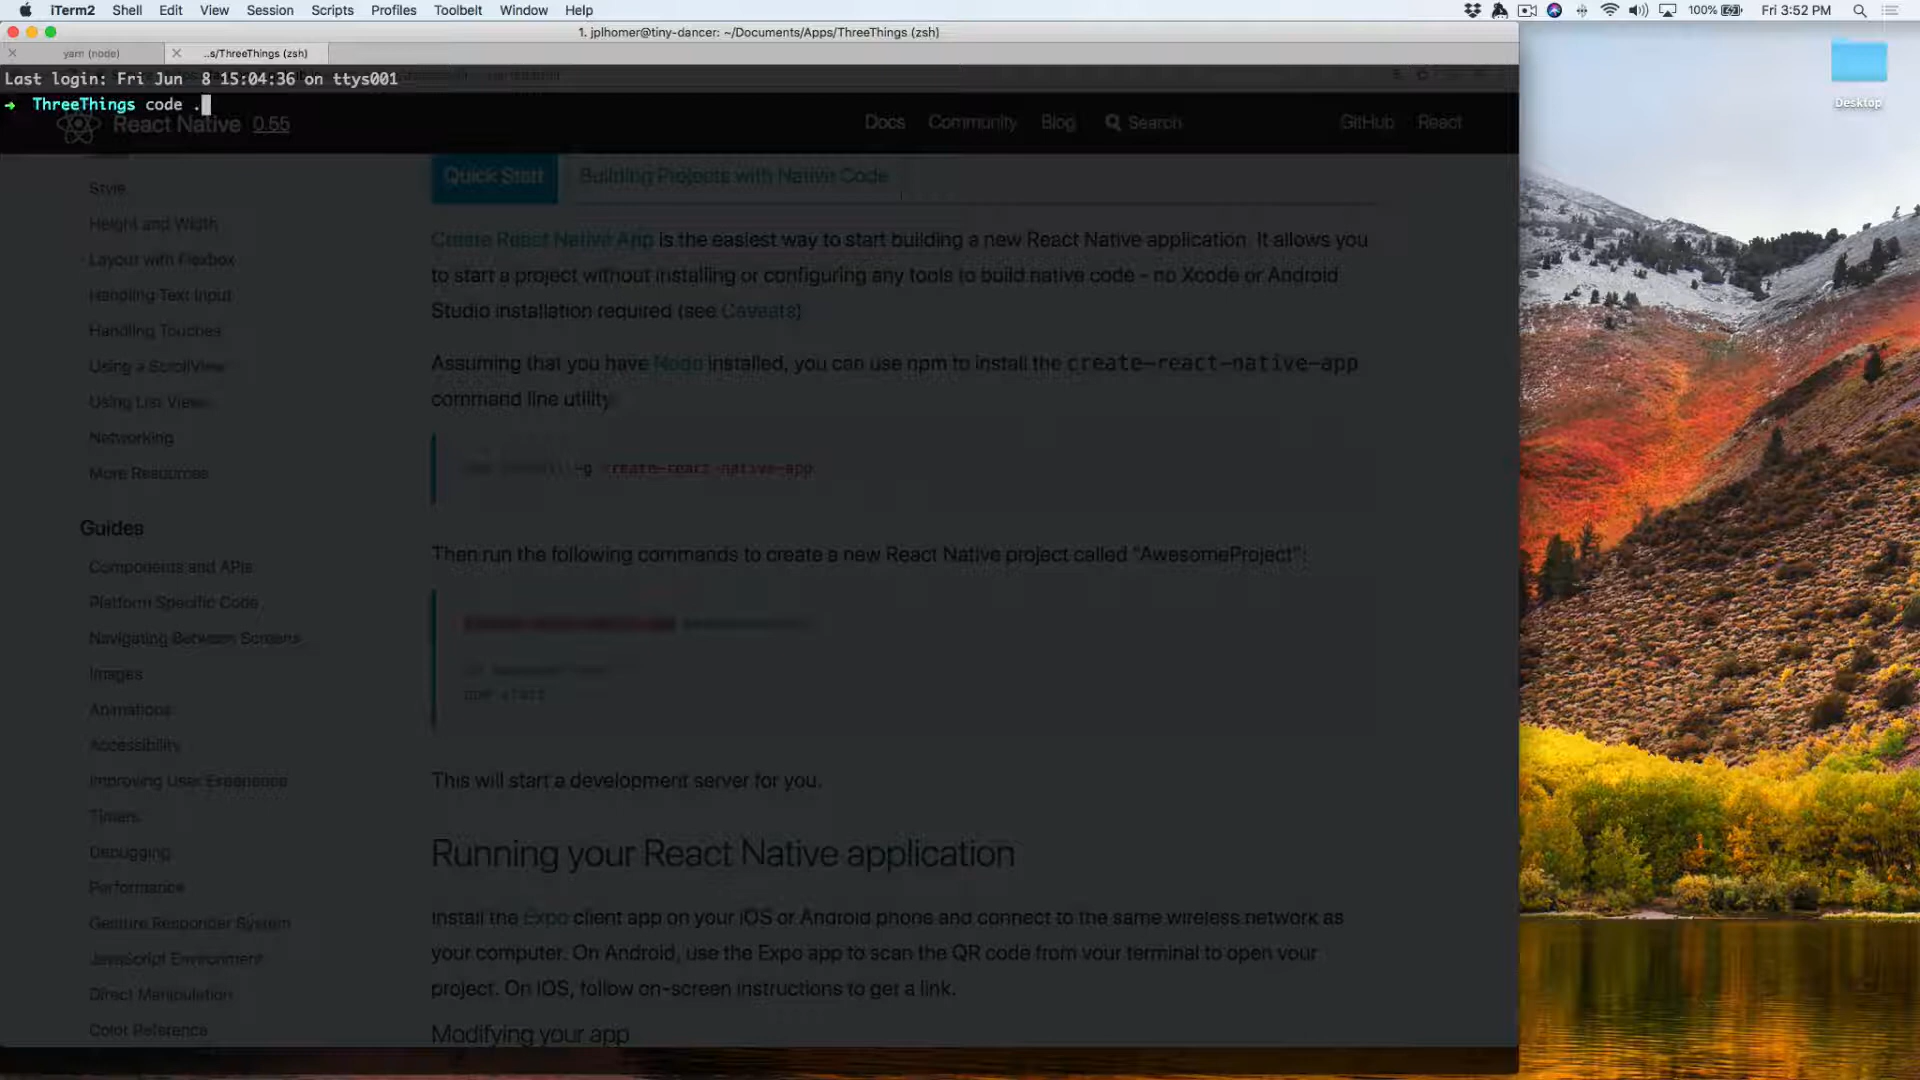 iTerm2 Shell Edit View Session Scripts Profiles Toolbelt Window Help 100% Fri 3:52 PM
1. jplhomer@tiny-dancer: ~/Documents/Apps/ThreeThings (zsh)
yarn (node) ..s/ThreeThings (zsh)
Last login: Fri Jun  8 15:04:36 on ttys001
→ ThreeThings code .
React Native 0.55 Docs Community Blog Search GitHub React
Desktop
Quick Start Building Projects with Native Code
Style
Height and Width
Layout with Flexbox
Handling Text Input
Handling Touches
Using a ScrollView
Using List Views
Networking
More Resources
Guides
Components and APIs
Platform Specific Code
Navigating Between Screens
Images
Animations
Accessibility
Improving User Experience
Timers
Debugging
Performance
Gesture Responder System
JavaScript Environment
Direct Manipulation
Color Reference
Create React Native App is the easiest way to start building a new React Native application. It allows you
to start a project without installing or configuring any tools to build native code - no Xcode or Android
Studio installation required (see Caveats)
Assuming that you have Node installed, you can use npm to install the create-react-native-app
command line utility
-g create-react-native-app
Then run the following commands to create a new React Native project called "AwesomeProject":
npm start
This will start a development server for you.
Running your React Native application
Install the Expo client app on your iOS or Android phone and connect to the same wireless network as
your computer. On Android, use the Expo app to scan the QR code from your terminal to open your
project. On iOS, follow on-screen instructions to get a link.
Modifying your app